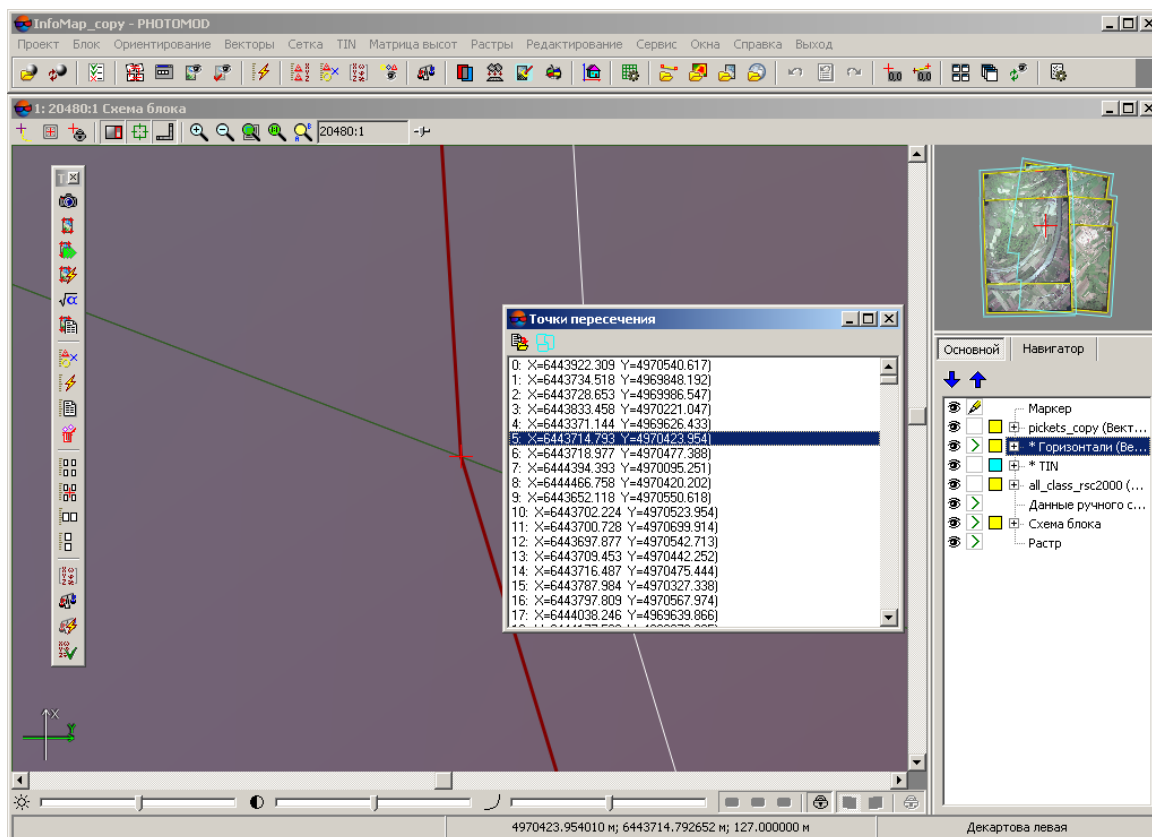 InfoMap_copy - PHOTOMOD
Проект Блок Ориентирование Векторы Сетка TIN Матрица высот Растры Редактирование Сервис Окна Справка Выход
1: 20480:1 Схема блока
20480:1
Точки пересечения
0: X=6443922.309 Y=4970540.617)
1: X=6443734.518 Y=4969848.192)
2: X=6443728.653 Y=4969986.547)
3: X=6443833.458 Y=4970221.047)
4: X=6443371.144 Y=4969626.433)
5: X=6443714.793 Y=4970423.954)
6: X=6443718.977 Y=4970477.388)
7: X=6444394.393 Y=4970095.251)
8: X=6444466.758 Y=4970420.202)
9: X=6443652.118 Y=4970550.618)
10: X=6443702.224 Y=4970523.954)
11: X=6443700.728 Y=4970699.914)
12: X=6443697.877 Y=4970542.713)
13: X=6443709.453 Y=4970442.252)
14: X=6443716.487 Y=4970475.444)
15: X=6443787.984 Y=4970327.338)
16: X=6443797.809 Y=4970567.974)
17: X=6444038.246 Y=4969639.866)
Основной Навигатор
Маркер
pickets_copy (Вект...
* Горизонтали (Ве...
* TIN
all_class_rsc2000 (...
Данные ручного с...
Схема блока
Растр
X
Y
4970423.954010 м; 6443714.792652 м; 127.000000 м
Декартова левая